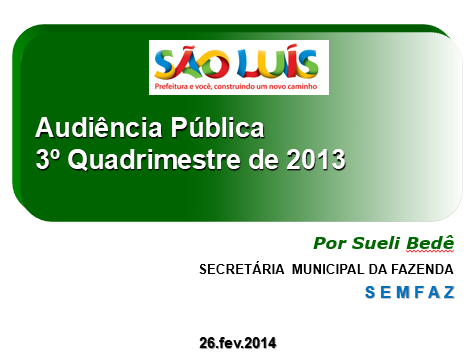 SÃO LUÍS
Prefeitura e você, construindo um novo caminho
Audiência Pública
3º Quadrimestre de 2013
Por Sueli Bedê
SECRETÁRIA MUNICIPAL DA FAZENDA
S E M F A Z
26.fev.2014